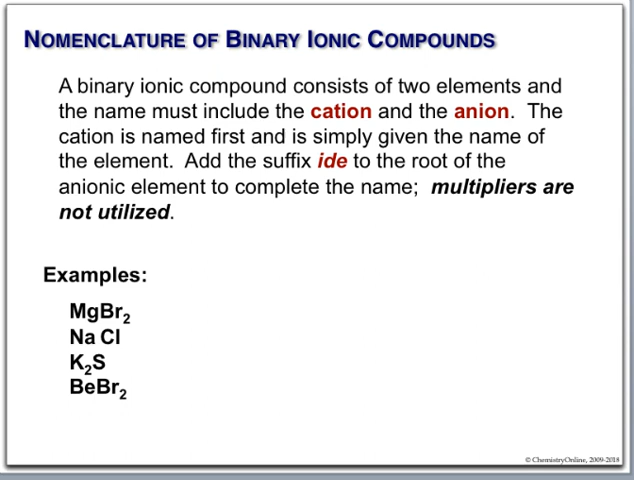 NOMENCLATURE OF BINARY IONIC COMPOUNDS
A binary ionic compound consists of two elements and
the name must include the cation and the anion.  The
cation is named first and is simply given the name of
the element.  Add the suffix ide to the root of the
anionic element to complete the name;  multipliers are
not utilized.
Examples:
MgBr₂
Na Cl
K₂S
BeBr₂
© ChemistryOnline, 2009-2018